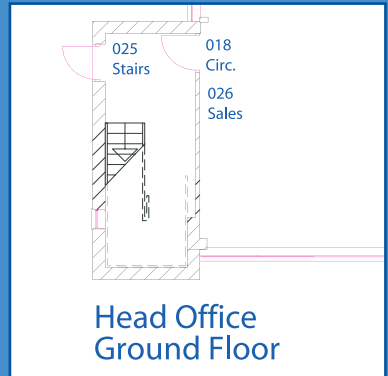 025
Stairs
018
Circ.
026
Sales
Head Office
Ground Floor